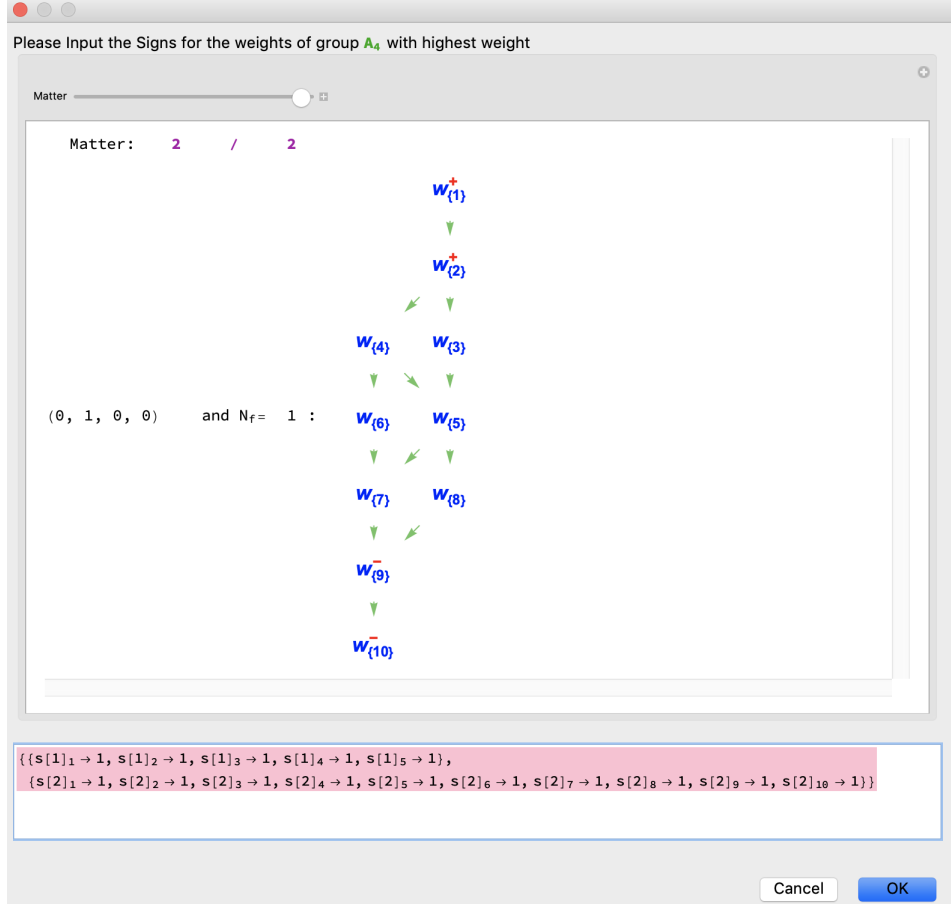 Please Input the Signs for the weights of group A₄ with highest weight
Matter
Matter: 2 / 2
w⁺{1}
w⁺{2}
w{4} w{3}
(0, 1, 0, 0) and N_f= 1 : w{6} w{5}
w{7} w{8}
w⁻{9}
w⁻{10}
{{s[1]₁ → 1, s[1]₂ → 1, s[1]₃ → 1, s[1]₄ → 1, s[1]₅ → 1},
{s[2]₁ → 1, s[2]₂ → 1, s[2]₃ → 1, s[2]₄ → 1, s[2]₅ → 1, s[2]₆ → 1, s[2]₇ → 1, s[2]₈ → 1, s[2]₉ → 1, s[2]₁₀ → 1}}
Cancel OK